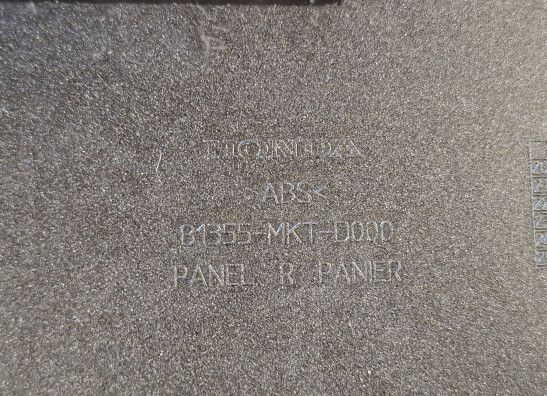 HONDA
>ABS<
81355-MKT-D000
PANEL R PANIER